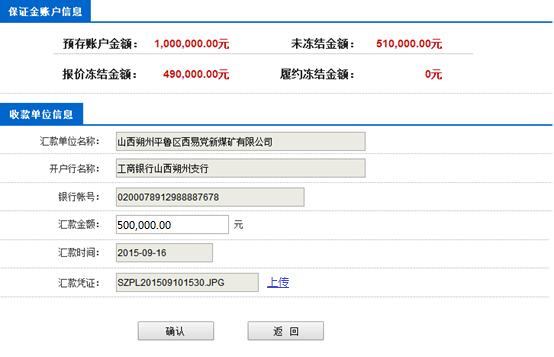 保证金账户信息
预存账户金额： 1,000,000.00元 未冻结金额： 510,000.00元
报价冻结金额： 490,000.00元 履约冻结金额： 0元
收款单位信息
汇款单位名称： 山西朔州平鲁区西易党新煤矿有限公司
开户行名称： 工商银行山西朔州支行
银行帐号： 0200078912988887678
汇款金额： 500,000.00 元
汇款时间： 2015-09-16
汇款凭证： SZPL201509101530.JPG 上传
确认 返 回